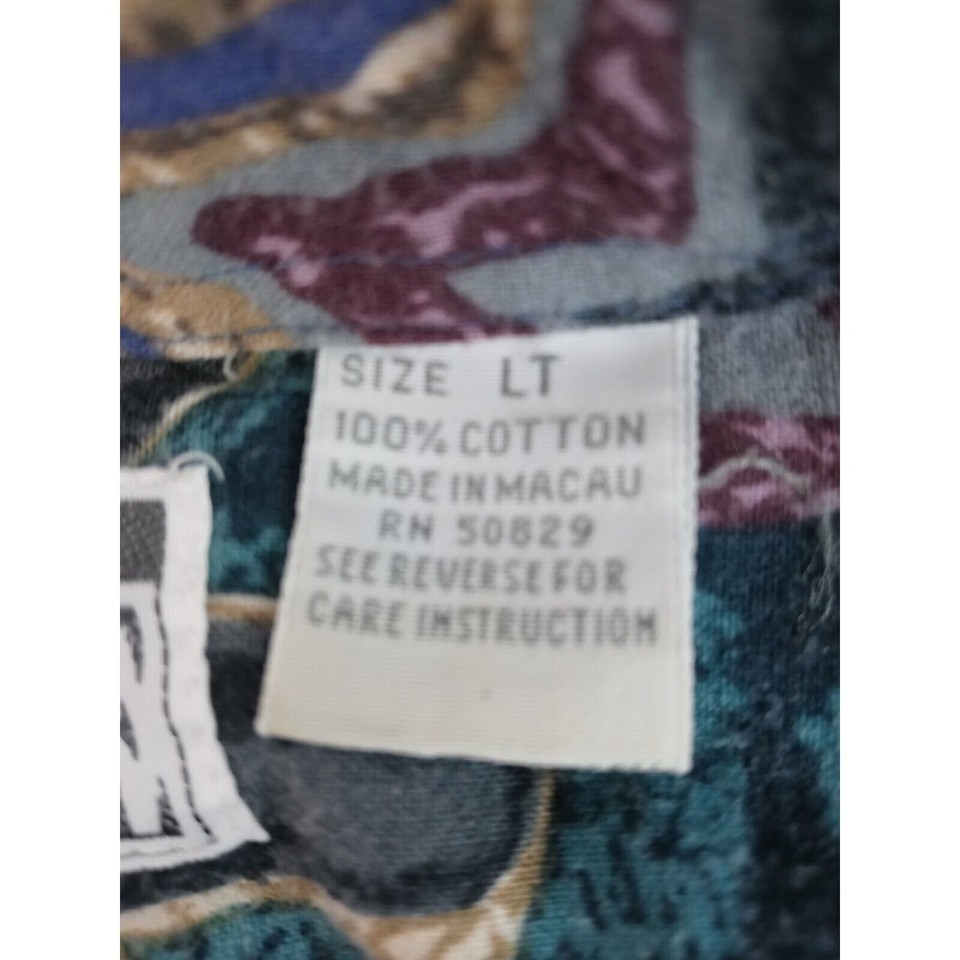 SIZE LT
100% COTTON
MADE IN MACAU
RN 50829
SEE REVERSE FOR
CARE INSTRUCTION